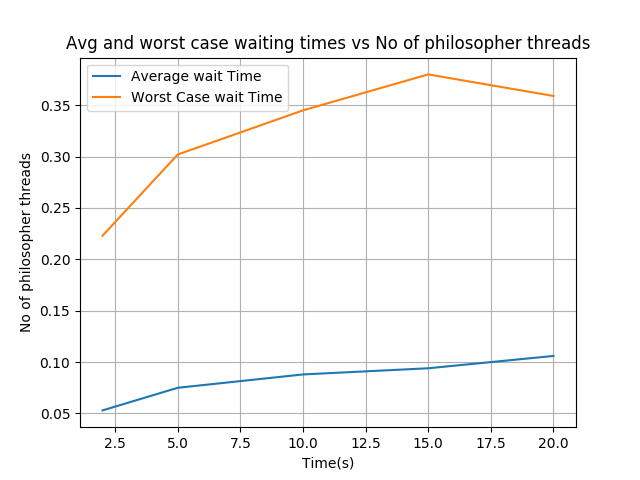 Avg and worst case waiting times vs No of philosopher threads
Average wait Time
Worst Case wait Time
0.35
0.30
0.25
0.20
0.15
0.10
0.05
No of philosopher threads
2.5 5.0 7.5 10.0 12.5 15.0 17.5 20.0
Time(s)